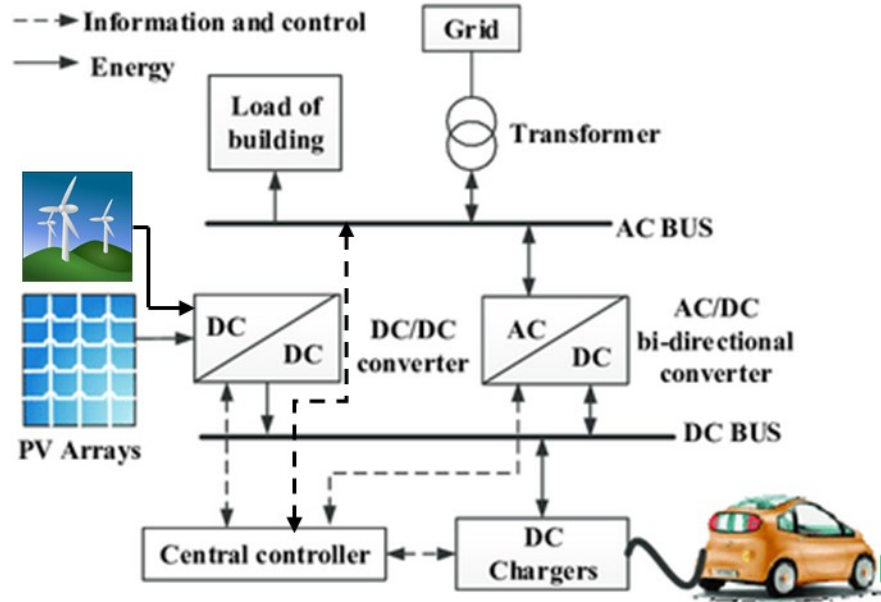 Information and control
Energy
Grid
Load of
building
Transformer
AC BUS
DC
DC
DC/DC
converter
AC
DC
AC/DC
bi-directional
converter
PV Arrays
DC BUS
Central controller
DC
Chargers